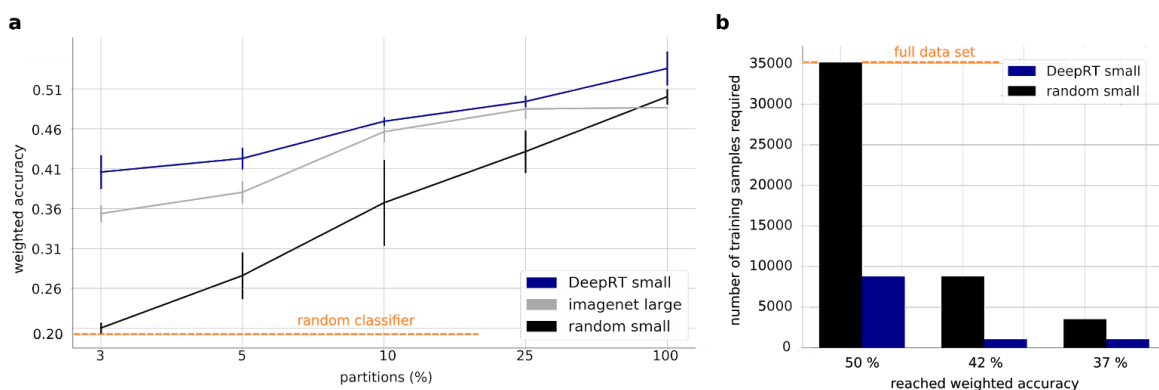 a
weighted accuracy
0.51
0.46
0.41
0.36
0.31
0.26
0.20
random classifier
DeepRT small
imagenet large
random small
3 5 10 25 100
partitions (%)
b
number of training samples required
full data set
35000
30000
25000
20000
15000
10000
5000
0
DeepRT small
random small
50 % 42 % 37 %
reached weighted accuracy